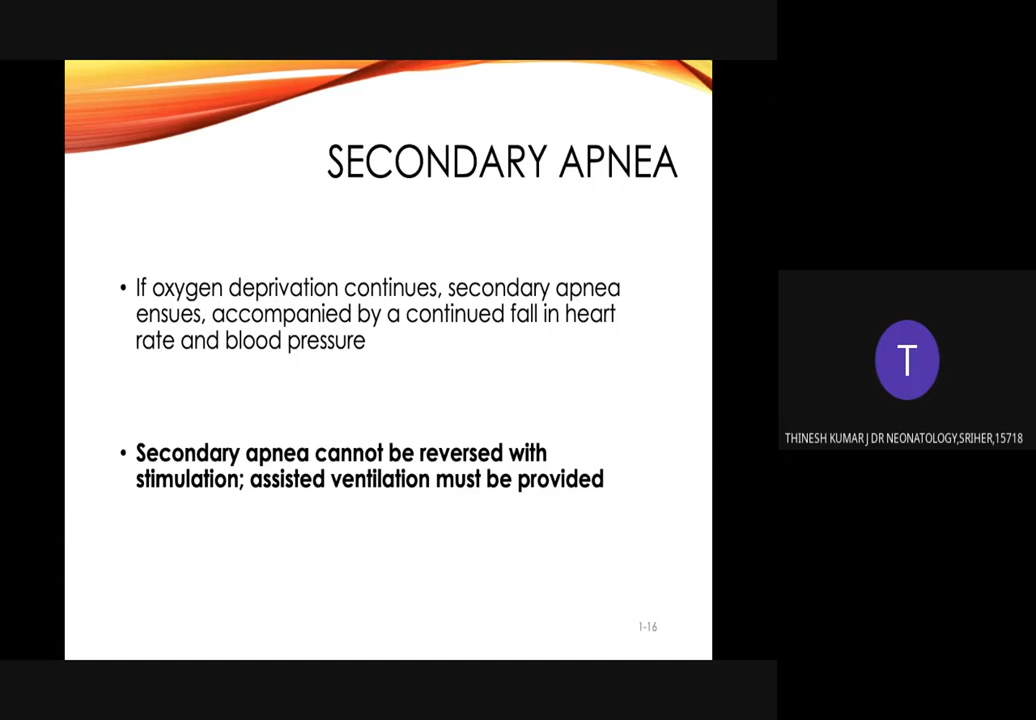 SECONDARY APNEA
• If oxygen deprivation continues, secondary apnea
ensues, accompanied by a continued fall in heart
rate and blood pressure
• Secondary apnea cannot be reversed with
stimulation; assisted ventilation must be provided
1-16
T
THINESH KUMAR J DR NEONATOLOGY,SRIHER,15718